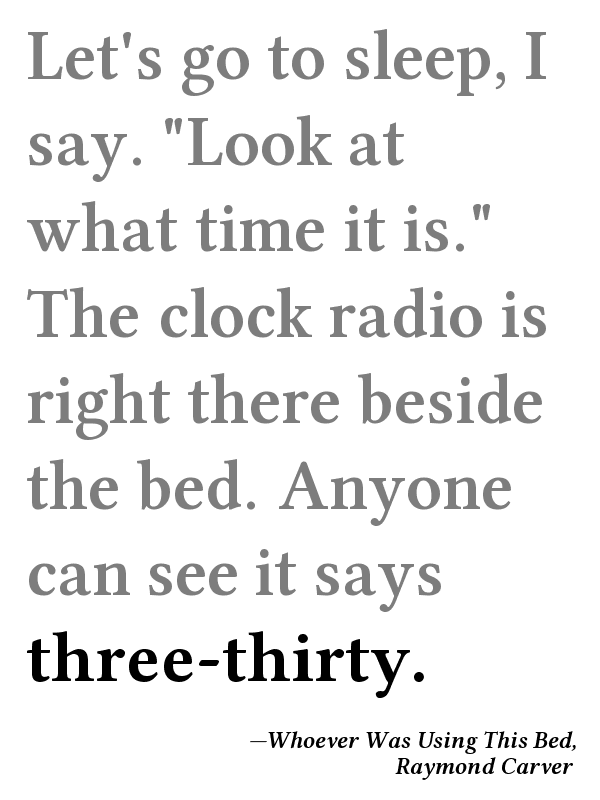 Let's go to sleep, I
say. "Look at
what time it is."
The clock radio is
right there beside
the bed. Anyone
can see it says
three-thirty.
—Whoever Was Using This Bed,
Raymond Carver